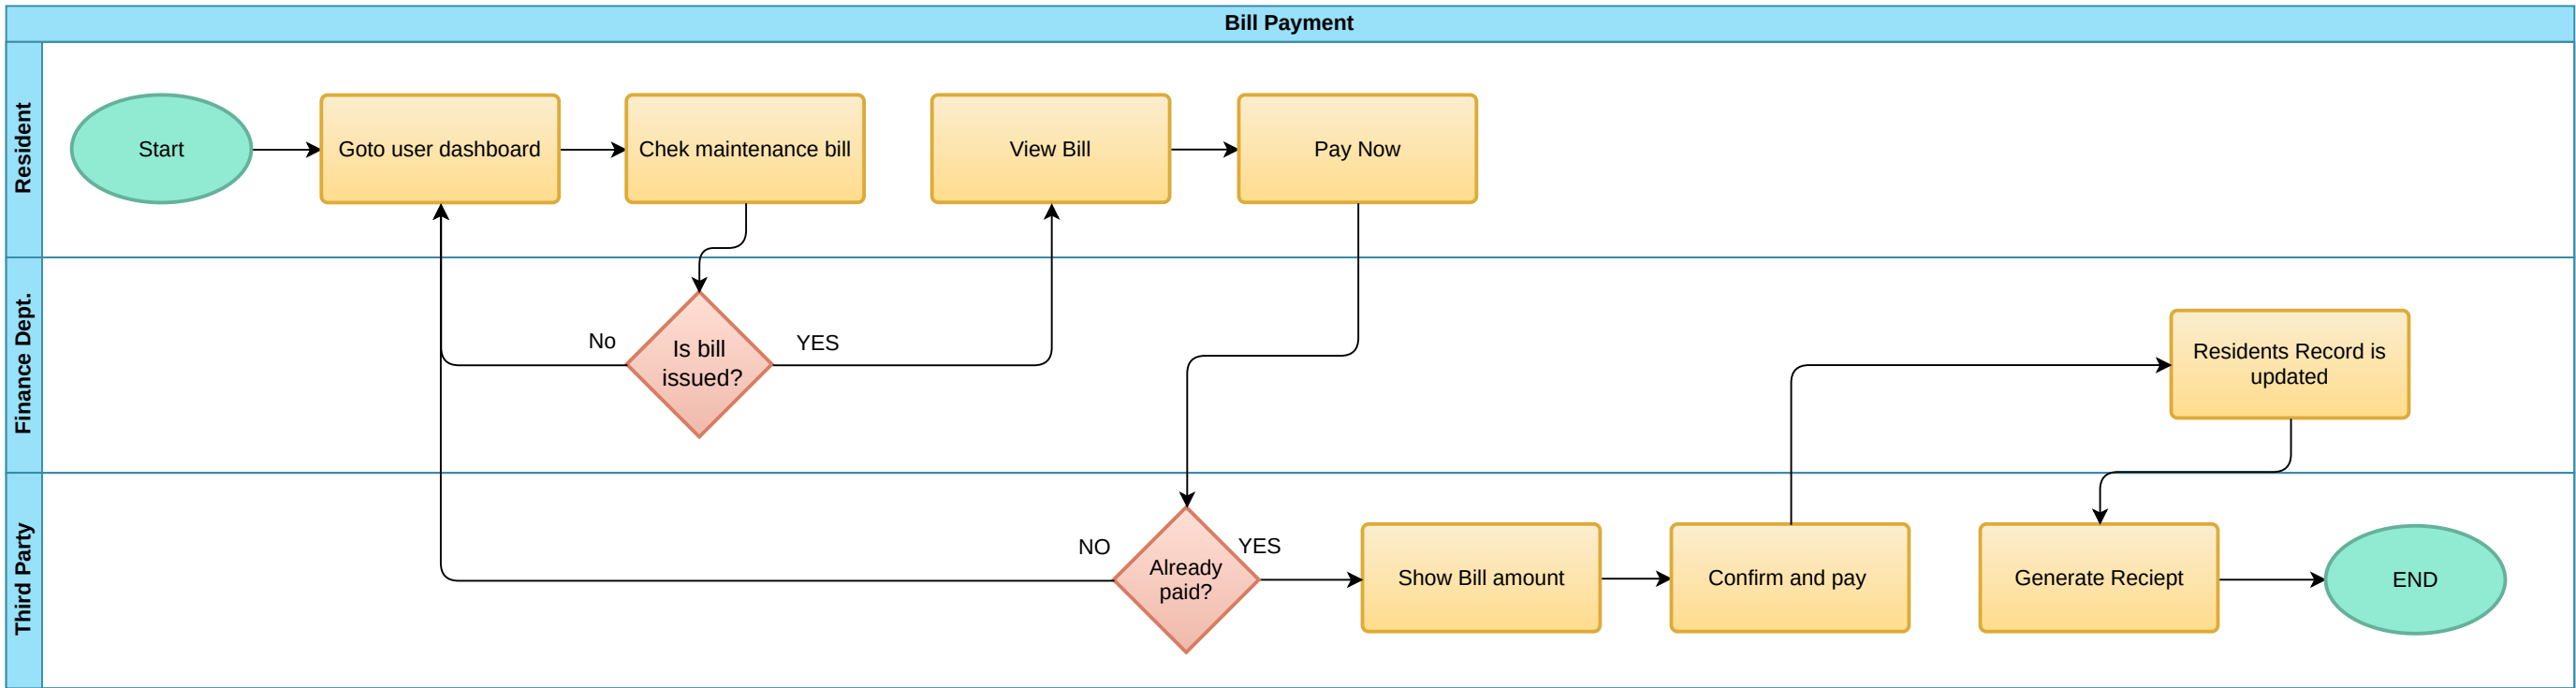 Bill Payment
Resident
Start
Goto user dashboard
Chek maintenance bill
View Bill
Pay Now
Finance Dept.
No
Is bill
issued?
YES
Residents Record is
updated
Third Party
NO
Already
paid?
YES
Show Bill amount
Confirm and pay
Generate Reciept
END